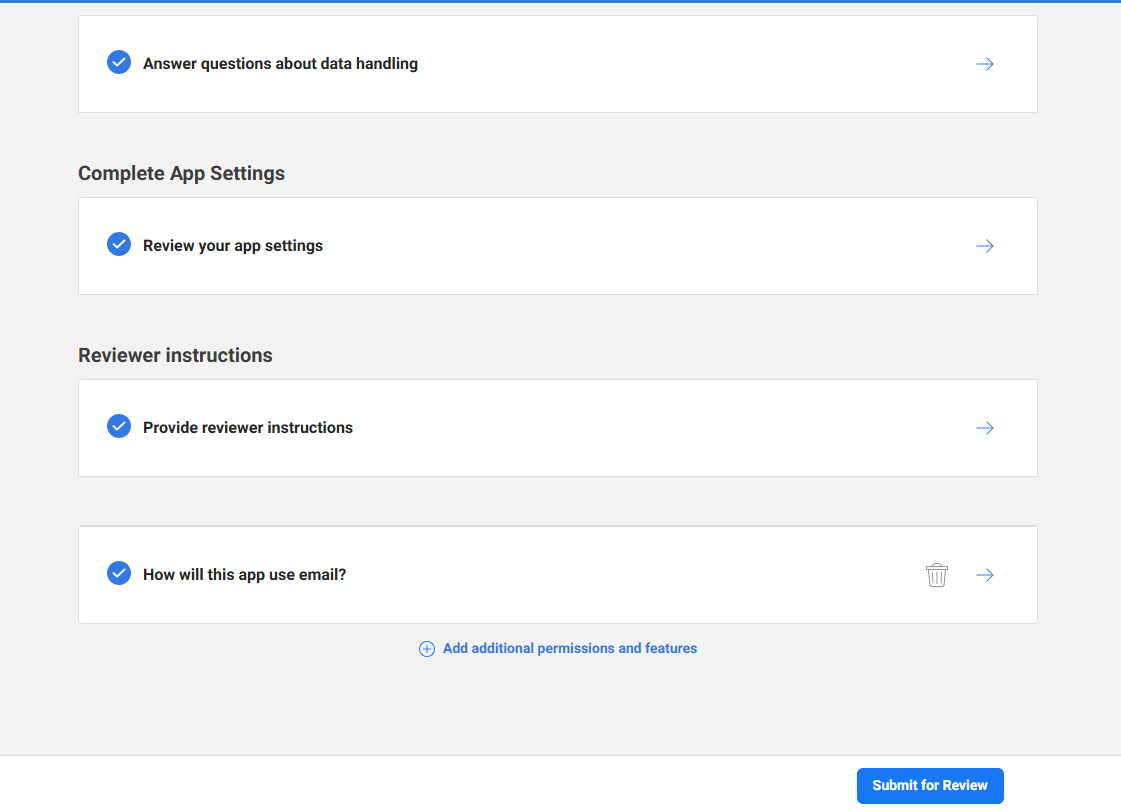 Answer questions about data handling
Complete App Settings
Review your app settings
Reviewer instructions
Provide reviewer instructions
How will this app use email?
Add additional permissions and features
Submit for Review